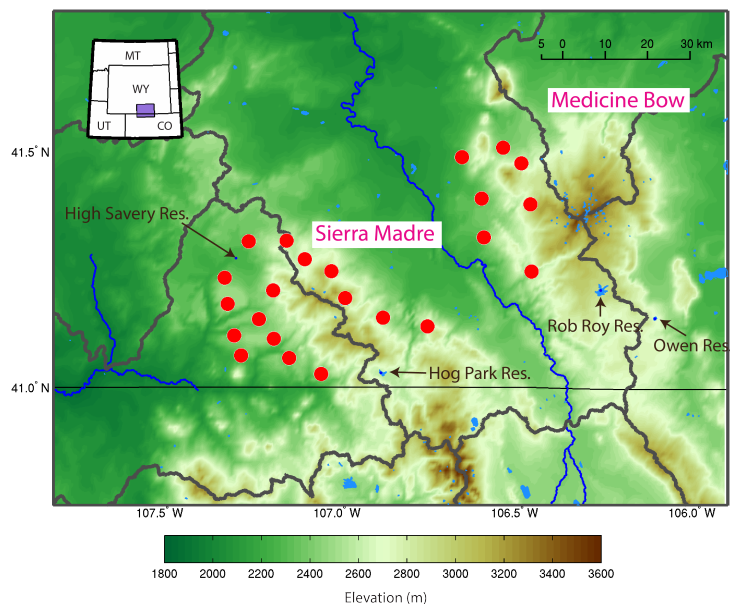 5 0 10 20 30 km
MT
WY
UT
CO
Medicine Bow
41.5° N
High Savery Res.
Sierra Madre
Rob Roy Res.
Owen Res.
Hog Park Res.
41.0° N
107.5° W 107.0° W 106.5° W 106.0° W
1800 2000 2200 2400 2600 2800 3000 3200 3400 3600
Elevation (m)